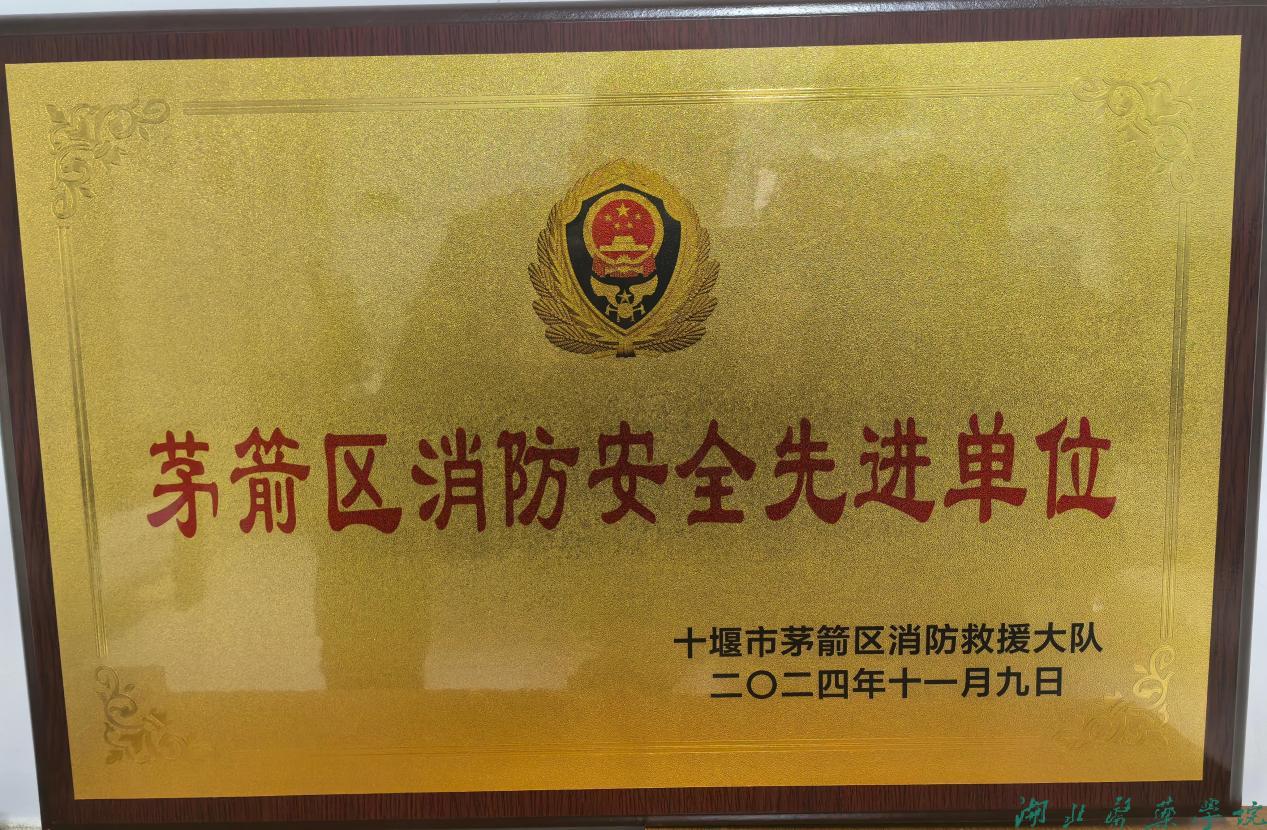 茅箭区消防安全先进单位
十堰市茅箭区消防救援大队
二〇二四年十一月九日
湖北医药学院